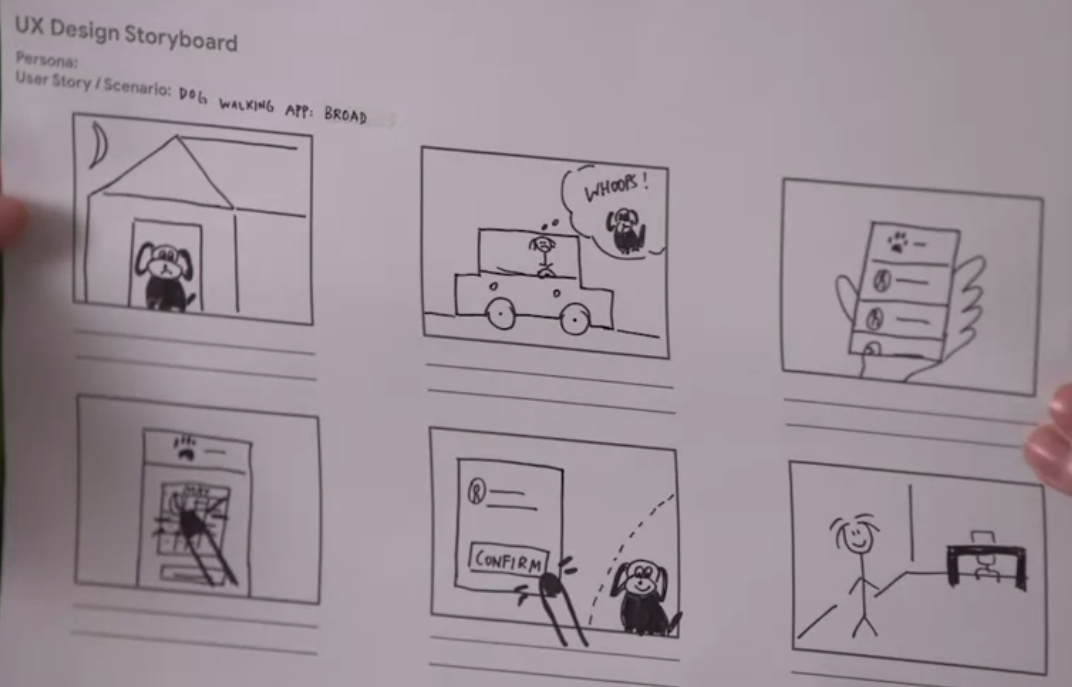 UX Design Storyboard
Persona:
User Story / Scenario: DOG WALKING APP: BROAD
WHOOPS!
CONFIRM